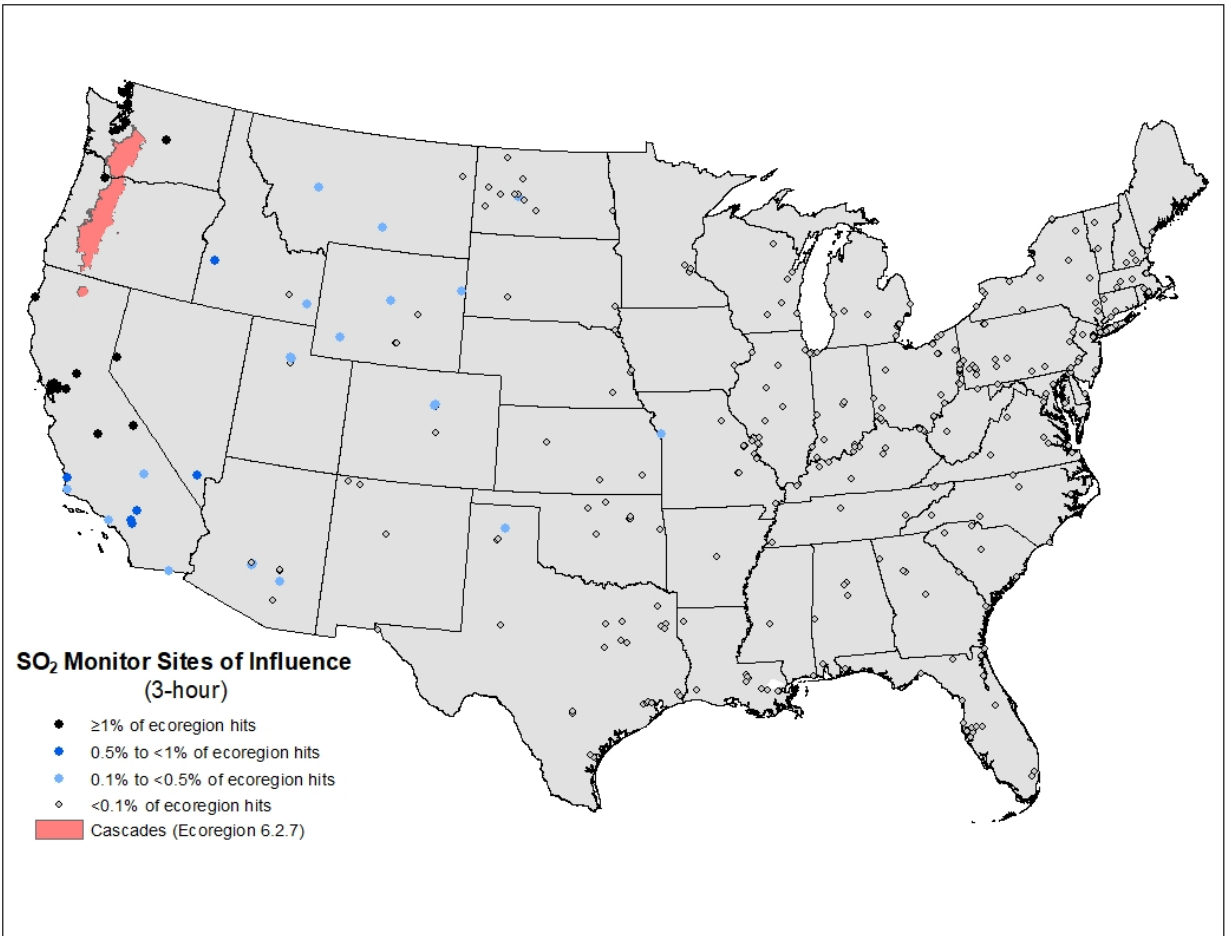 SO₂ Monitor Sites of Influence
(3-hour)
≥1% of ecoregion hits
0.5% to <1% of ecoregion hits
0.1% to <0.5% of ecoregion hits
<0.1% of ecoregion hits
Cascades (Ecoregion 6.2.7)